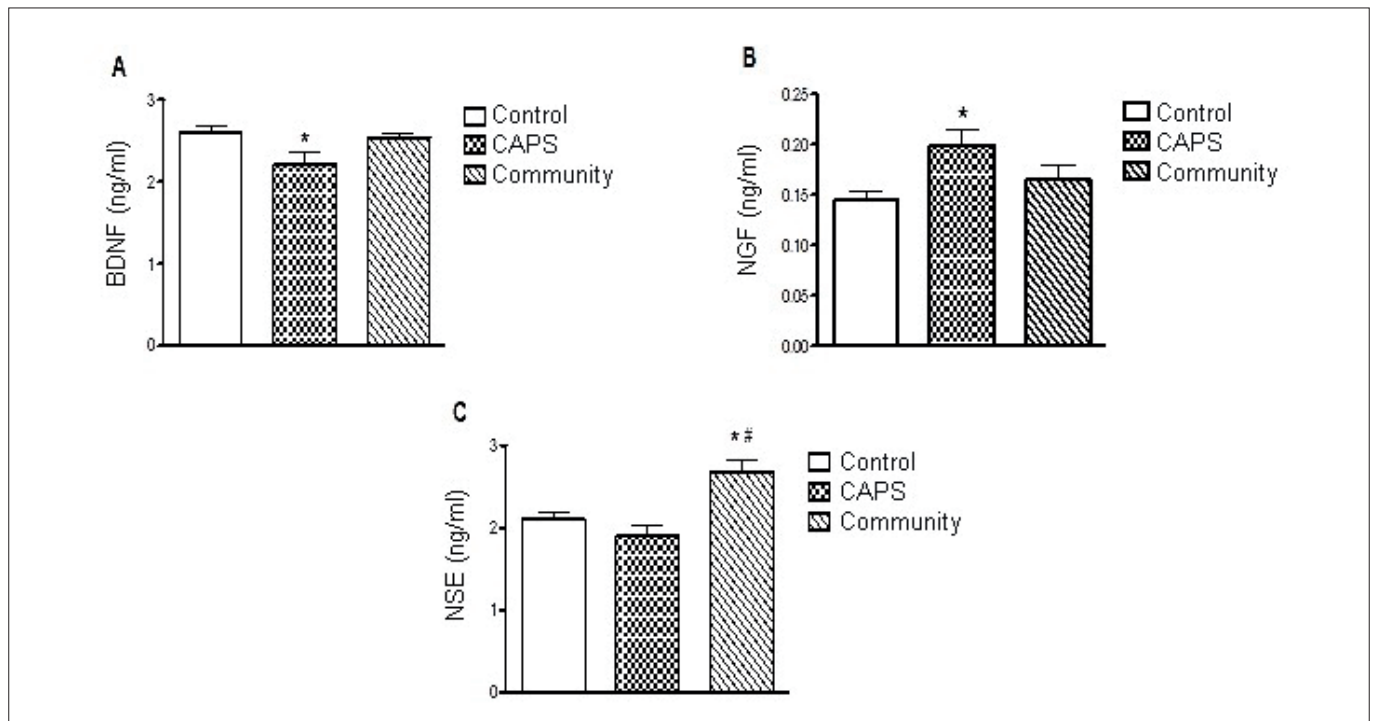 A
BDNF (ng/ml)
3
2
1
0
*
Control
CAPS
Community
B
NGF (ng/ml)
0.25
0.20
0.15
0.10
0.05
0.00
*
Control
CAPS
Community
C
NSE (ng/ml)
3
2
1
0
* #
Control
CAPS
Community